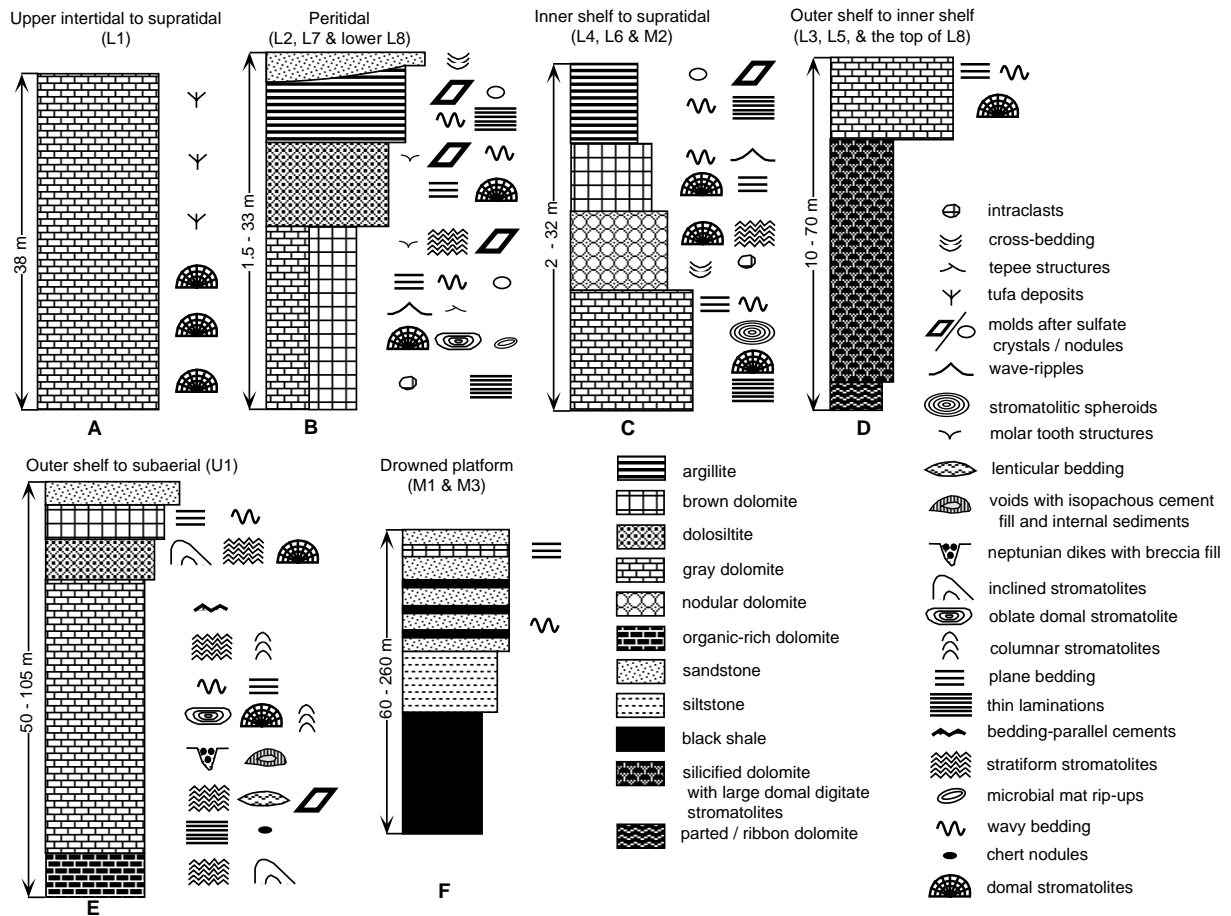 Upper intertidal to supratidal
(L1)
38 m
A
Peritidal
(L2, L7 & lower L8)
1.5 - 33 m
B
Inner shelf to supratidal
(L4, L6 & M2)
2 - 32 m
C
Outer shelf to inner shelf
(L3, L5, & the top of L8)
10 - 70 m
D
Outer shelf to subaerial (U1)
50 - 105 m
E
Drowned platform
(M1 & M3)
60 - 260 m
F
argillite
brown dolomite
dolosiltite
gray dolomite
nodular dolomite
organic-rich dolomite
sandstone
siltstone
black shale
silicified dolomite
with large domal digitate
stromatolites
parted / ribbon dolomite
intraclasts
cross-bedding
tepee structures
tufa deposits
molds after sulfate
crystals / nodules
wave-ripples
stromatolitic spheroids
molar tooth structures
lenticular bedding
voids with isopachous cement
fill and internal sediments
neptunian dikes with breccia fill
inclined stromatolites
oblate domal stromatolite
columnar stromatolites
plane bedding
thin laminations
bedding-parallel cements
stratiform stromatolites
microbial mat rip-ups
wavy bedding
chert nodules
domal stromatolites